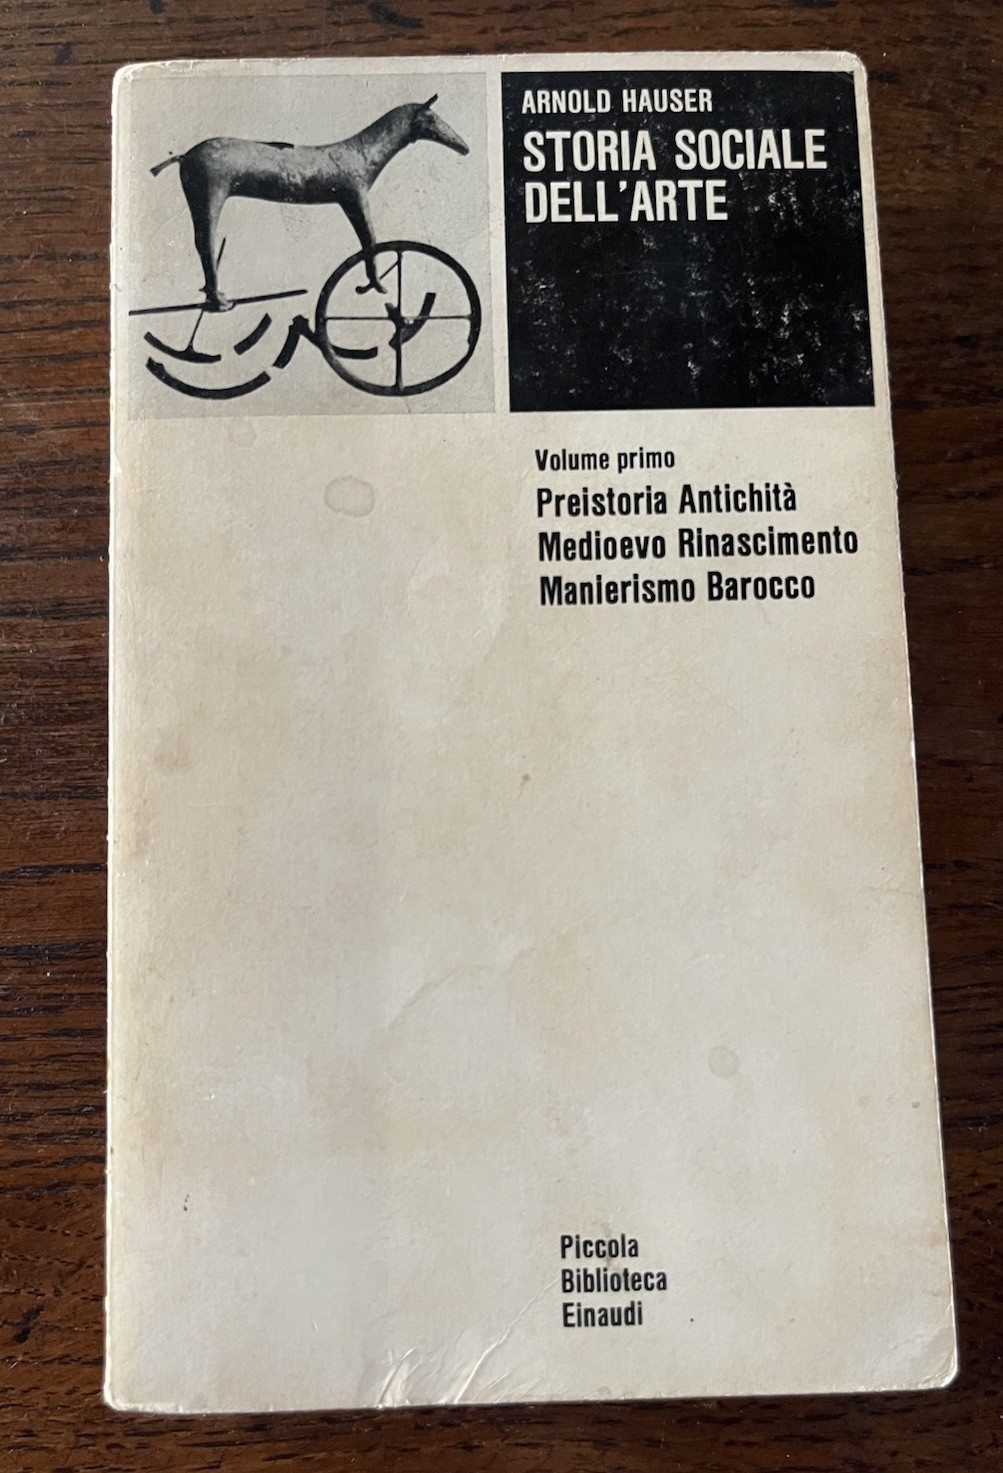 ARNOLD HAUSER
STORIA SOCIALE
DELL'ARTE
Volume primo
Preistoria Antichità
Medioevo Rinascimento
Manierismo Barocco
Piccola
Biblioteca
Einaudi